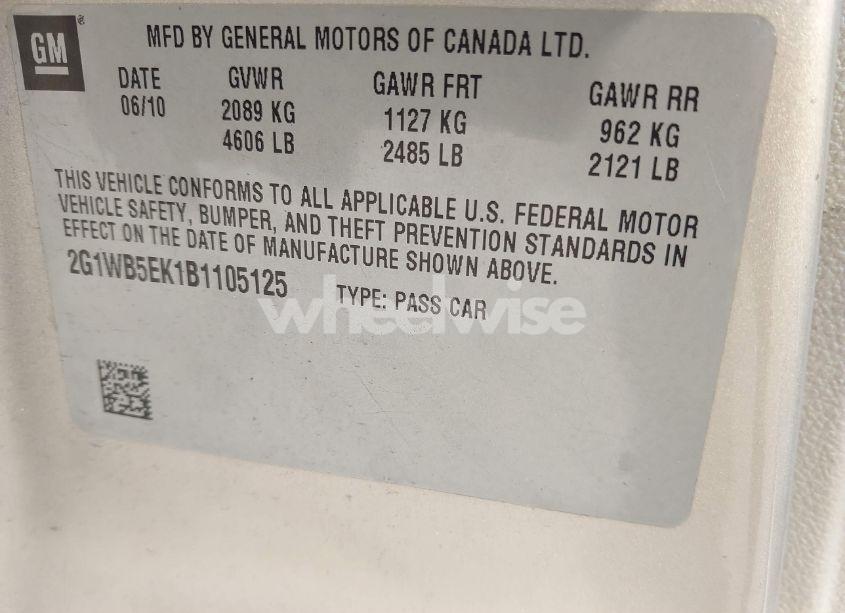 GM
MFD BY GENERAL MOTORS OF CANADA LTD.
DATE GVWR GAWR FRT GAWR RR
06/10 2089 KG 1127 KG 962 KG
4606 LB 2485 LB 2121 LB
THIS VEHICLE CONFORMS TO ALL APPLICABLE U.S. FEDERAL MOTOR
VEHICLE SAFETY, BUMPER, AND THEFT PREVENTION STANDARDS IN
EFFECT ON THE DATE OF MANUFACTURE SHOWN ABOVE.
2G1WB5EK1B1105125 TYPE: PASS CAR
wheelwise